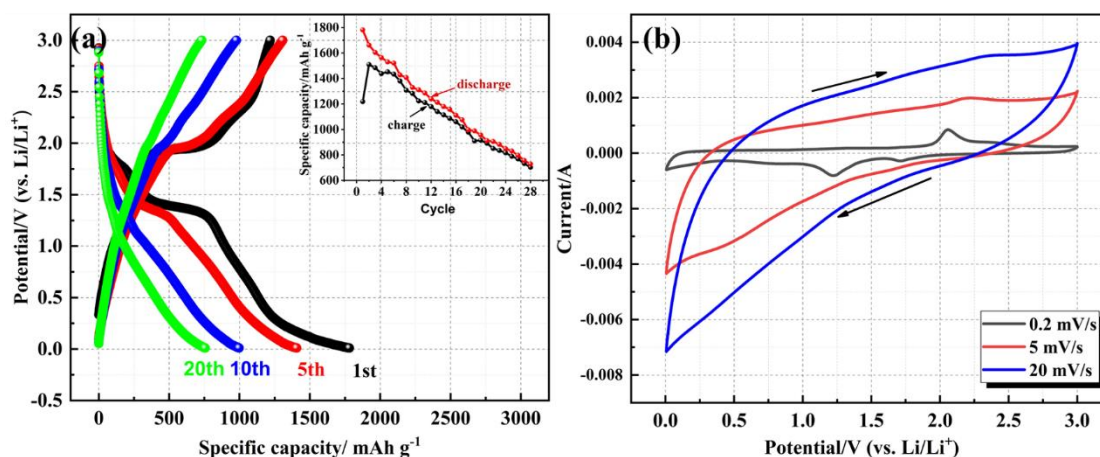 (a)
3.0
2.5
2.0
1.5
1.0
0.5
0.0
-0.5
Potential/V (vs. Li/Li⁺)
0 500 1000 1500 2000 2500 3000
Specific capacity/ mAh g⁻¹
20th 10th 5th 1st
1800
1600
1400
1200
1000
800
600
Specific capacity/mAh g⁻¹
0 4 8 12 16 20 24 28
Cycle
discharge
charge
(b)
0.004
0.002
0.000
-0.002
-0.004
-0.006
-0.008
Current/A
0.0 0.5 1.0 1.5 2.0 2.5 3.0
Potential/V (vs. Li/Li⁺)
0.2 mV/s
5 mV/s
20 mV/s